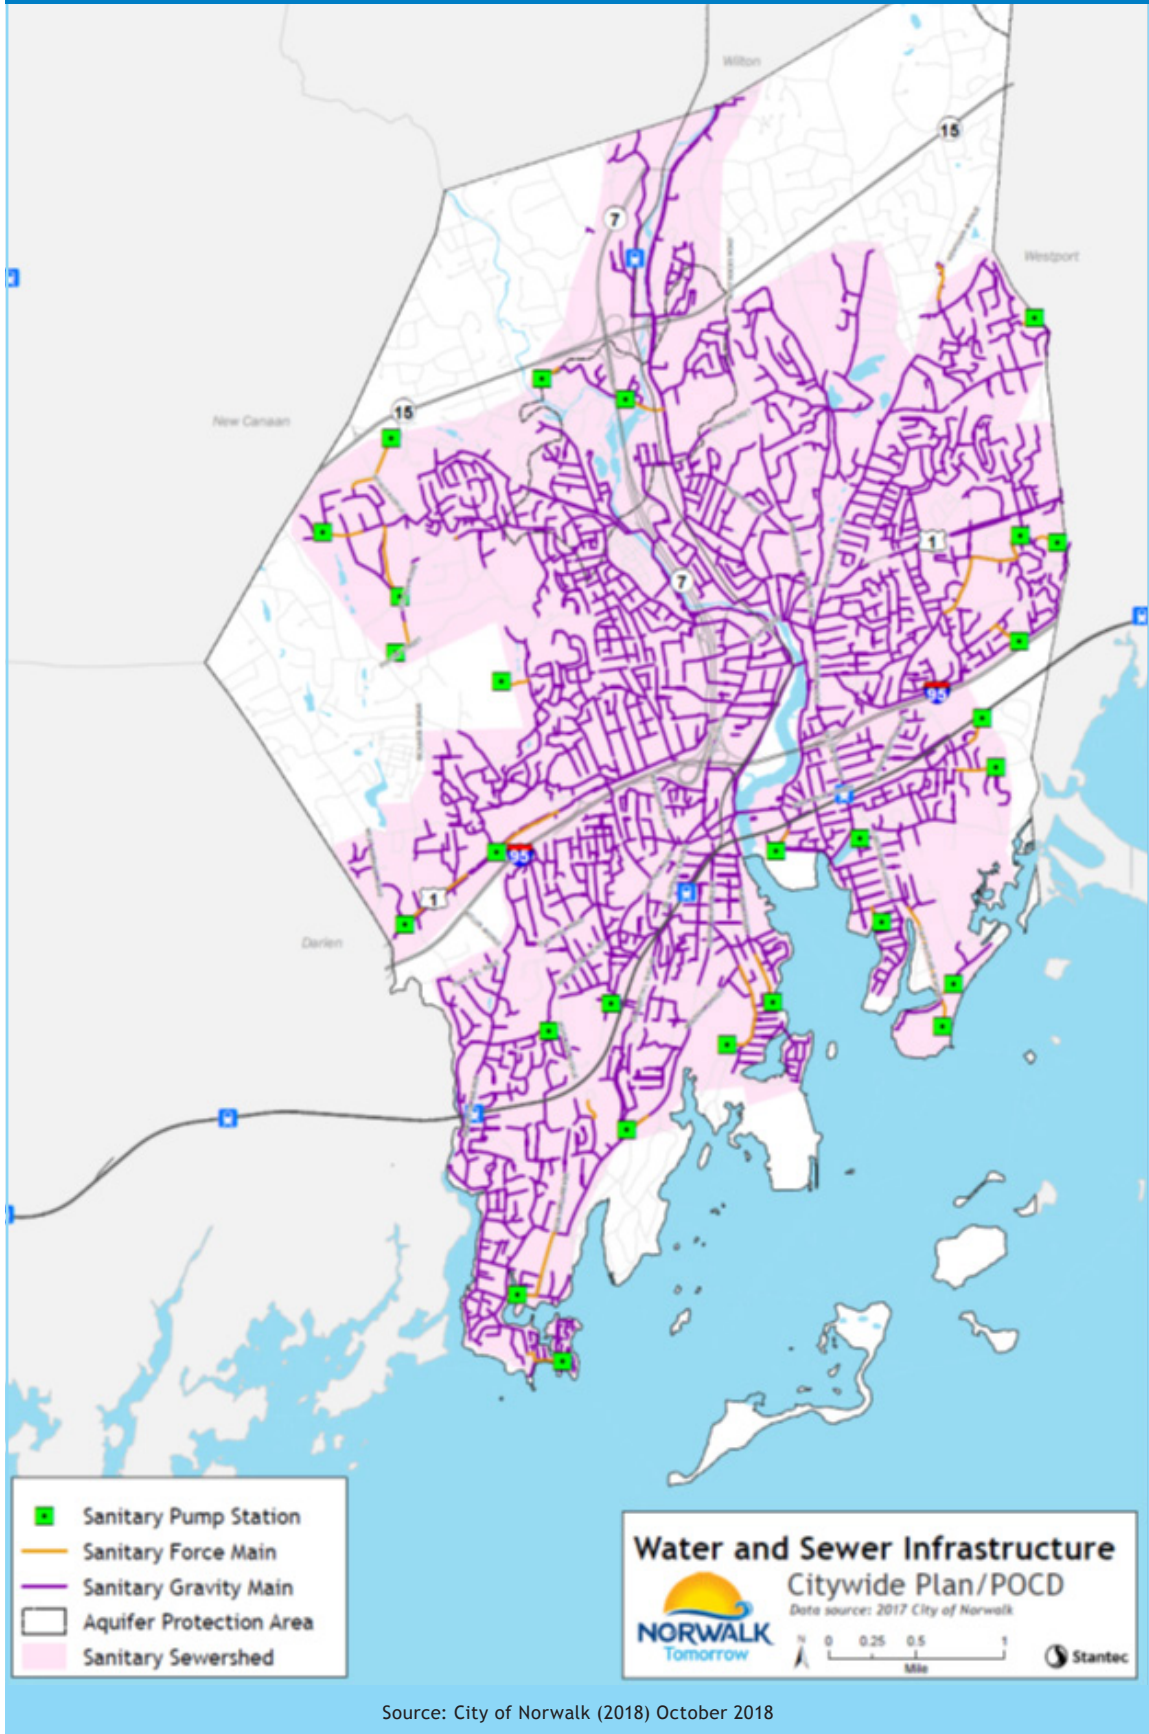 Wilton
15
7
Westport
New Canaan
15
1
7
95
95
1
Darien
Sanitary Pump Station
Sanitary Force Main
Sanitary Gravity Main
Aquifer Protection Area
Sanitary Sewershed
Water and Sewer Infrastructure
Citywide Plan/POCD
Data source: 2017 City of Norwalk
NORWALK
Tomorrow
N
0 0.25 0.5 1
Mile
Stantec
Source: City of Norwalk (2018) October 2018